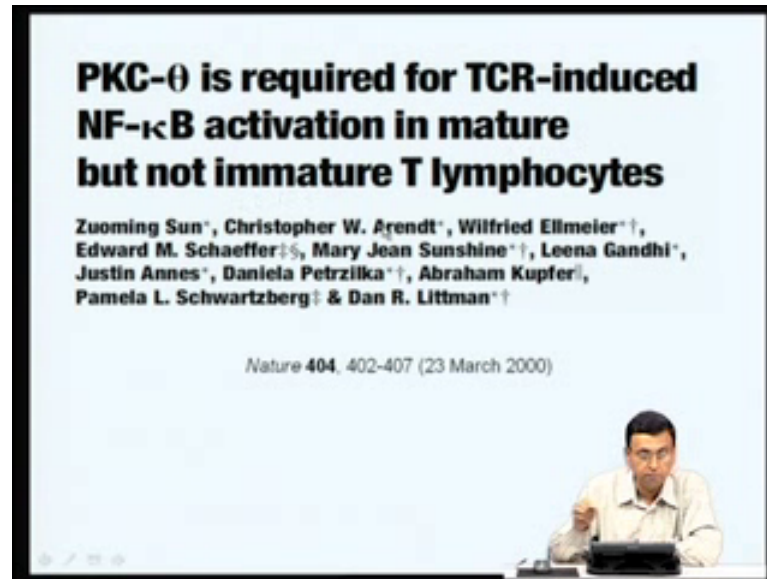 PKC-θ is required for TCR-induced
NF-κB activation in mature
but not immature T lymphocytes
Zuoming Sun*, Christopher W. Arendt*, Wilfried Ellmeier*†,
Edward M. Schaeffer‡§, Mary Jean Sunshine*†, Leena Gandhi*,
Justin Annes*, Daniela Petrzilka*†, Abraham Kupfer||,
Pamela L. Schwartzberg‡ & Dan R. Littman*†
Nature 404, 402-407 (23 March 2000)